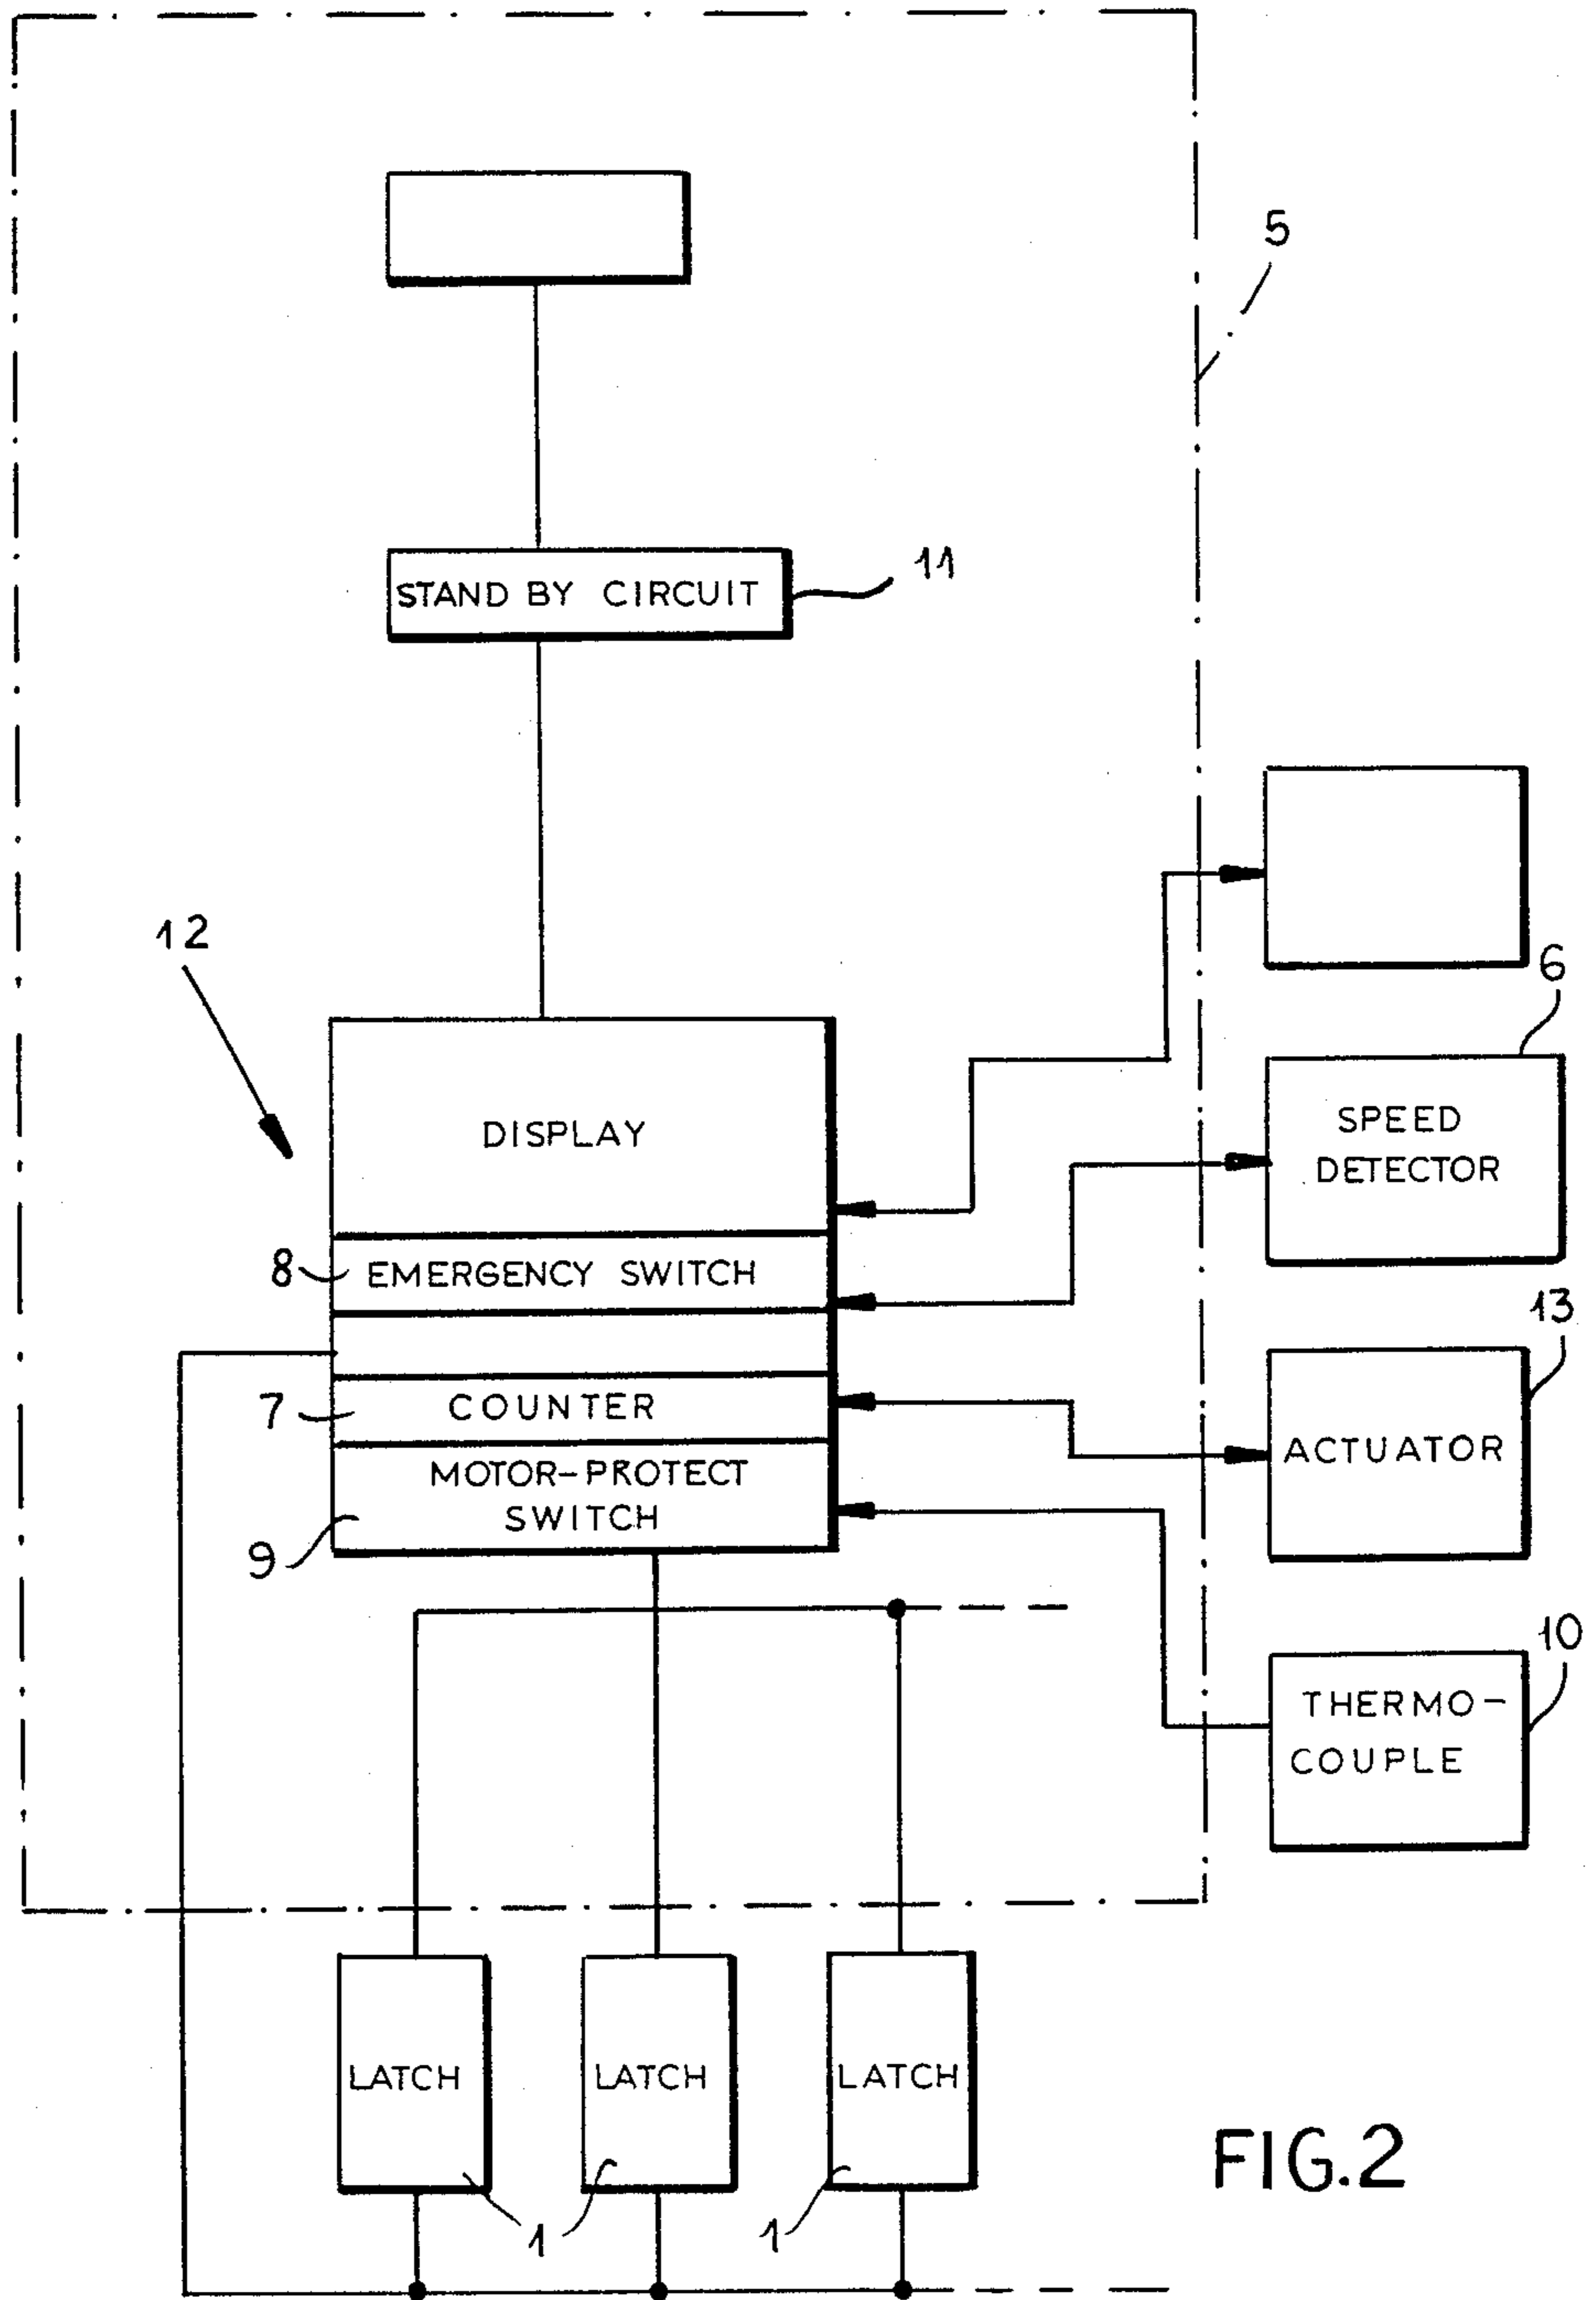 5
STAND BY CIRCUIT
11
12
6
DISPLAY
SPEED
DETECTOR
8
EMERGENCY SWITCH
13
7
COUNTER
ACTUATOR
MOTOR-PROTECT
SWITCH
9
10
THERMO-
COUPLE
LATCH
LATCH
LATCH
1
1
FIG.2